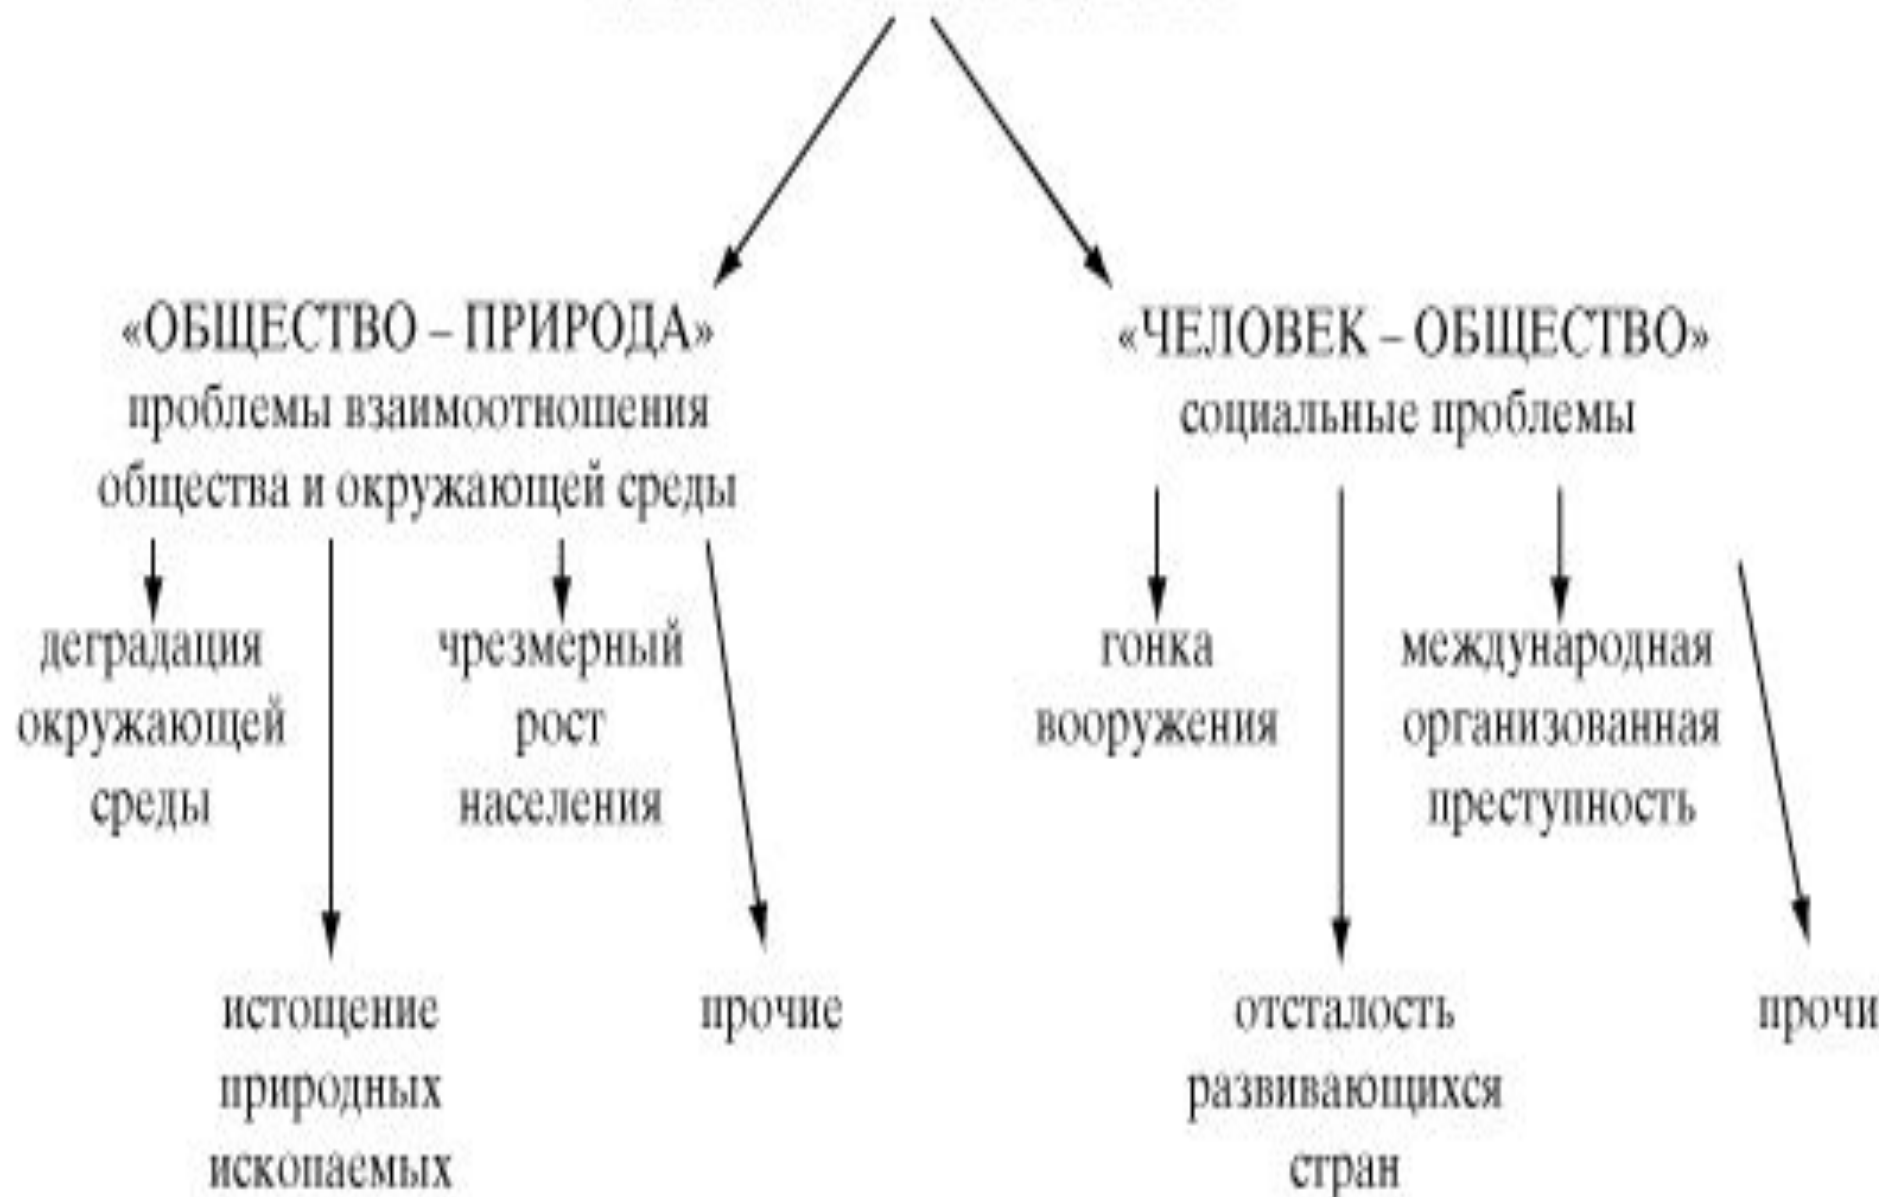 «ОБЩЕСТВО – ПРИРОДА»
проблемы взаимоотношения
общества и окружающей среды
деградация
окружающей
среды
чрезмерный
рост
населения
истощение
природных
ископаемых
прочие
«ЧЕЛОВЕК – ОБЩЕСТВО»
социальные проблемы
гонка
вооружения
международная
организованная
преступность
отсталость
развивающихся
стран
прочи